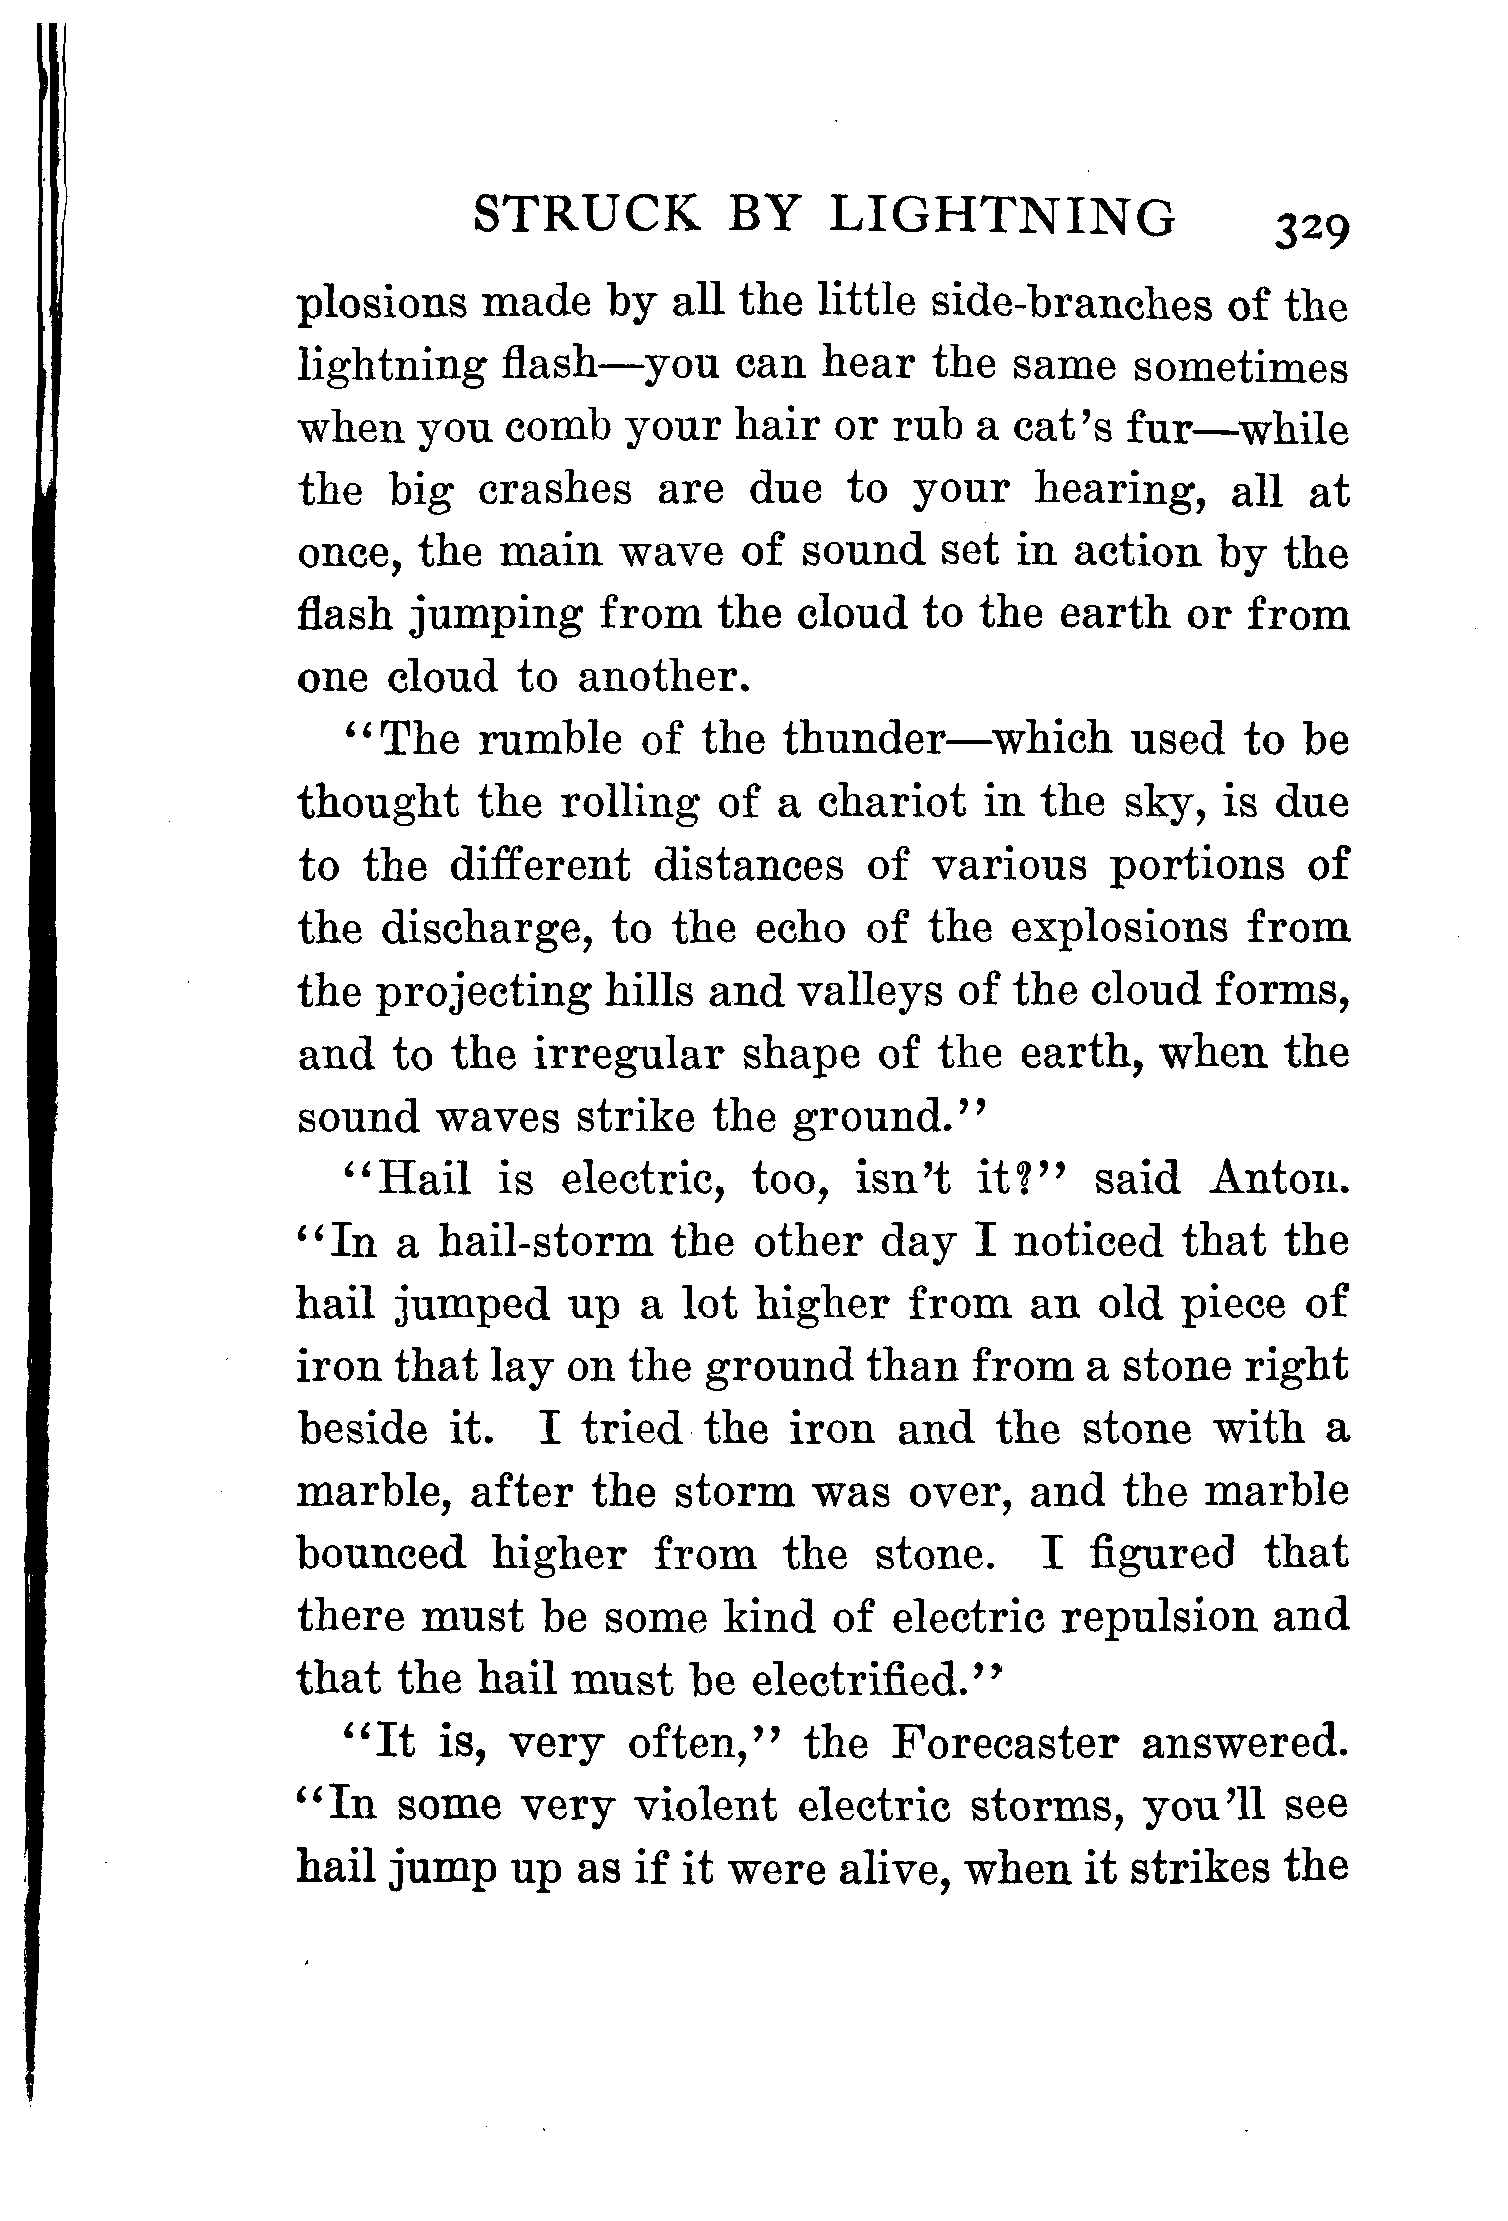 STRUCK BY LIGHTNING 329
plosions made by all the little side-branches of the
lightning flash—you can hear the same sometimes
when you comb your hair or rub a cat's fur—while
the big crashes are due to your hearing, all at
once, the main wave of sound set in action by the
flash jumping from the cloud to the earth or from
one cloud to another.
"The rumble of the thunder—which used to be
thought the rolling of a chariot in the sky, is due
to the different distances of various portions of
the discharge, to the echo of the explosions from
the projecting hills and valleys of the cloud forms,
and to the irregular shape of the earth, when the
sound waves strike the ground."
"Hail is electric, too, isn't it?" said Anton.
"In a hail-storm the other day I noticed that the
hail jumped up a lot higher from an old piece of
iron that lay on the ground than from a stone right
beside it. I tried the iron and the stone with a
marble, after the storm was over, and the marble
bounced higher from the stone. I figured that
there must be some kind of electric repulsion and
that the hail must be electrified."
"It is, very often," the Forecaster answered.
"In some very violent electric storms, you'll see
hail jump up as if it were alive, when it strikes the